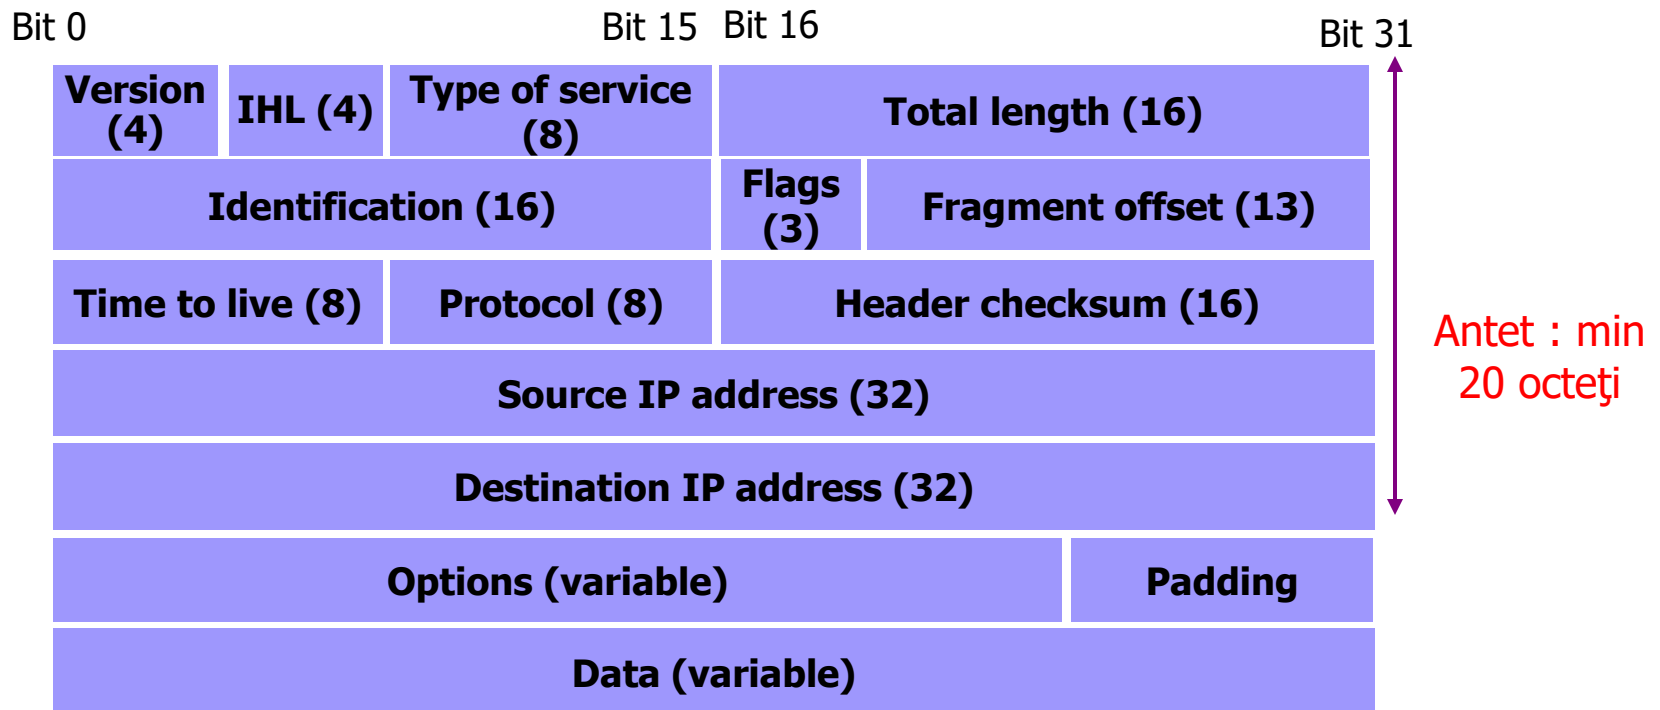 Bit 0
Bit 15
Bit 16
Bit 31
Version
(4)
IHL (4)
Type of service
(8)
Total length (16)
Identification (16)
Flags
(3)
Fragment offset (13)
Time to live (8)
Protocol (8)
Header checksum (16)
Source IP address (32)
Destination IP address (32)
Options (variable)
Padding
Data (variable)
Antet : min
20 octeţi